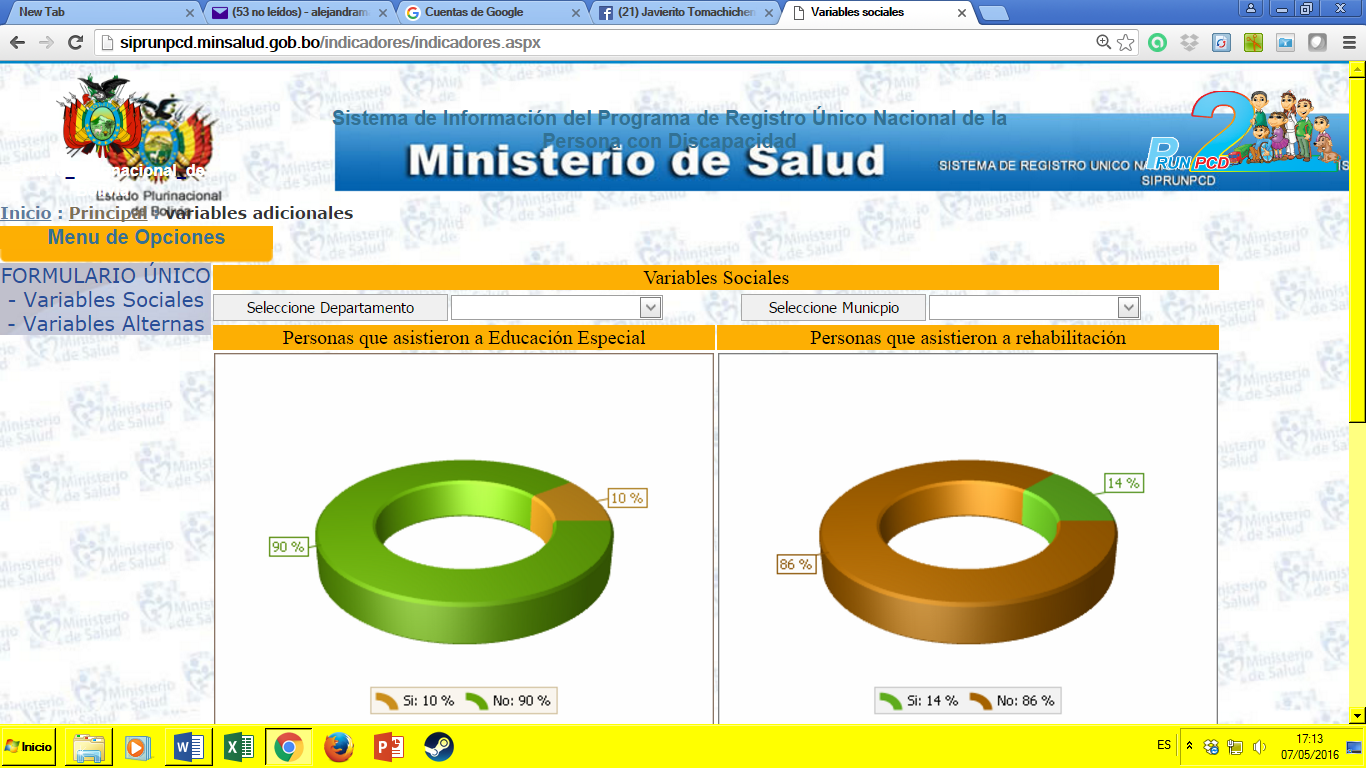 New Tab
(53 no leídos) - alejandrama
Cuentas de Google
(21) Javierito Tomachichen
Variables sociales
siprunpcd.minsalud.gob.bo/indicadores/indicadores.aspx
Sistema de Información del Programa de Registro Único Nacional de la
Persona con Discapacidad
Ministerio de Salud
SISTEMA DE REGISTRO UNICO
SIPRUNPCD
RUN PCD
2
Estado Plurinacional
de Bolivia
Inicio : Principal : variables adicionales
Menu de Opciones
FORMULARIO ÚNICO
- Variables Sociales
- Variables Alternas
Variables Sociales
Seleccione Departamento
Seleccione Municpio
Personas que asistieron a Educación Especial
Personas que asistieron a rehabilitación
10 %
90 %
14 %
86 %
Si: 10 % No: 90 %
Si: 14 % No: 86 %
Inicio
ES
17:13
07/05/2016